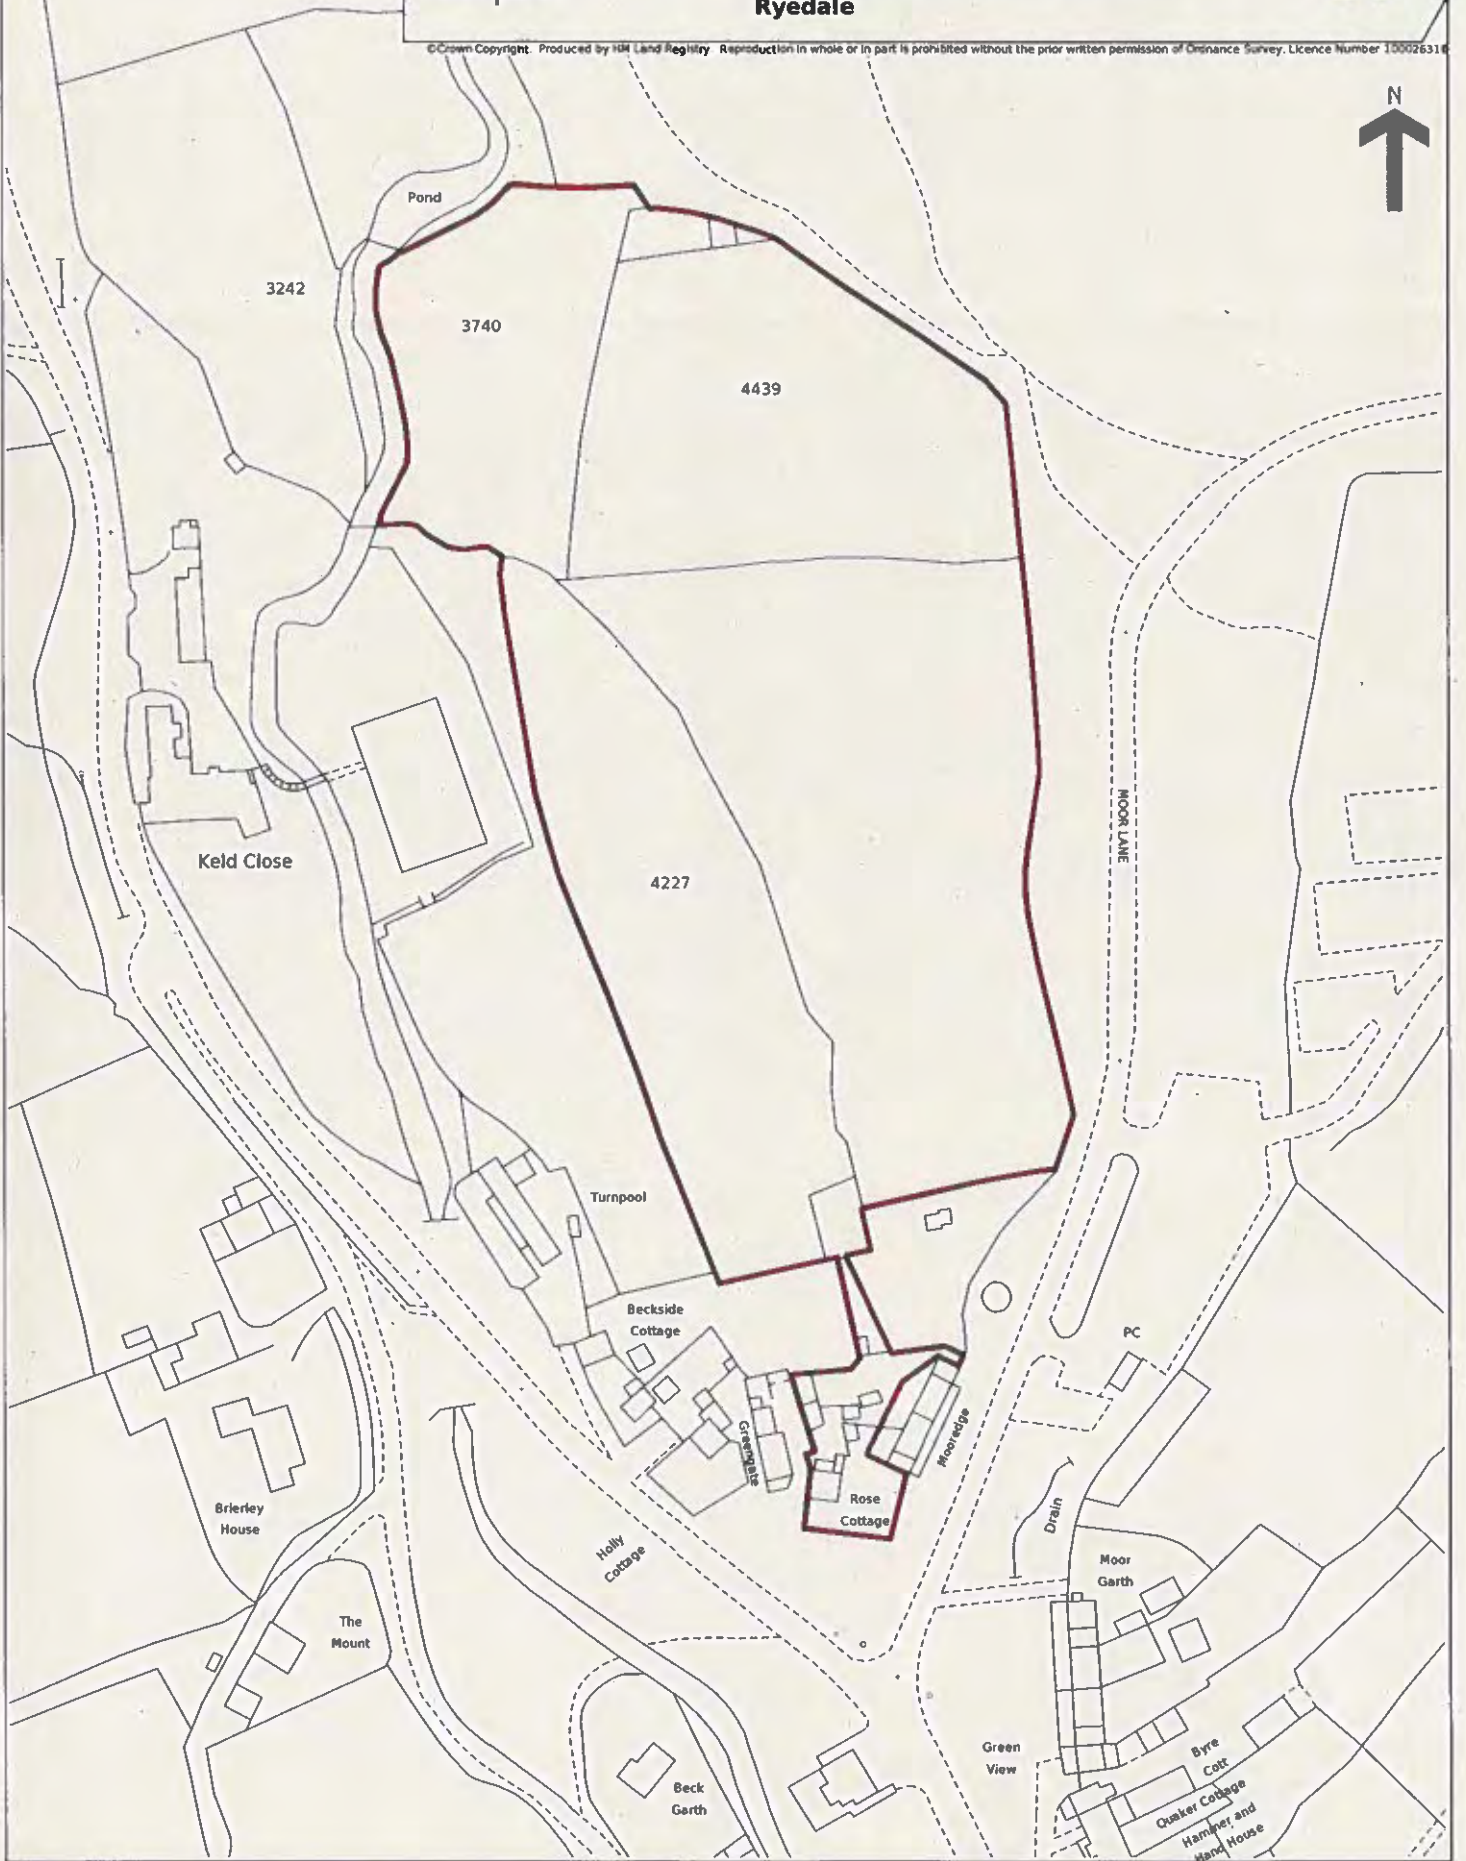 Ryedale
©Crown Copyright. Produced by HM Land Registry. Reproduction in whole or in part is prohibited without the prior written permission of Ordnance Survey. Licence Number 100026316
N
Pond
3242
3740
4439
MOOR LANE
Keld Close
4227
Turnpool
Beckside
Cottage
PC
Greengate
Mooredge
Rose
Cottage
Brierley
House
Drain
Holly
Cottage
Moor
Garth
The
Mount
Green
View
Byre
Cott
Beck
Garth
Quaker Cottage
Hammer and
Hand House